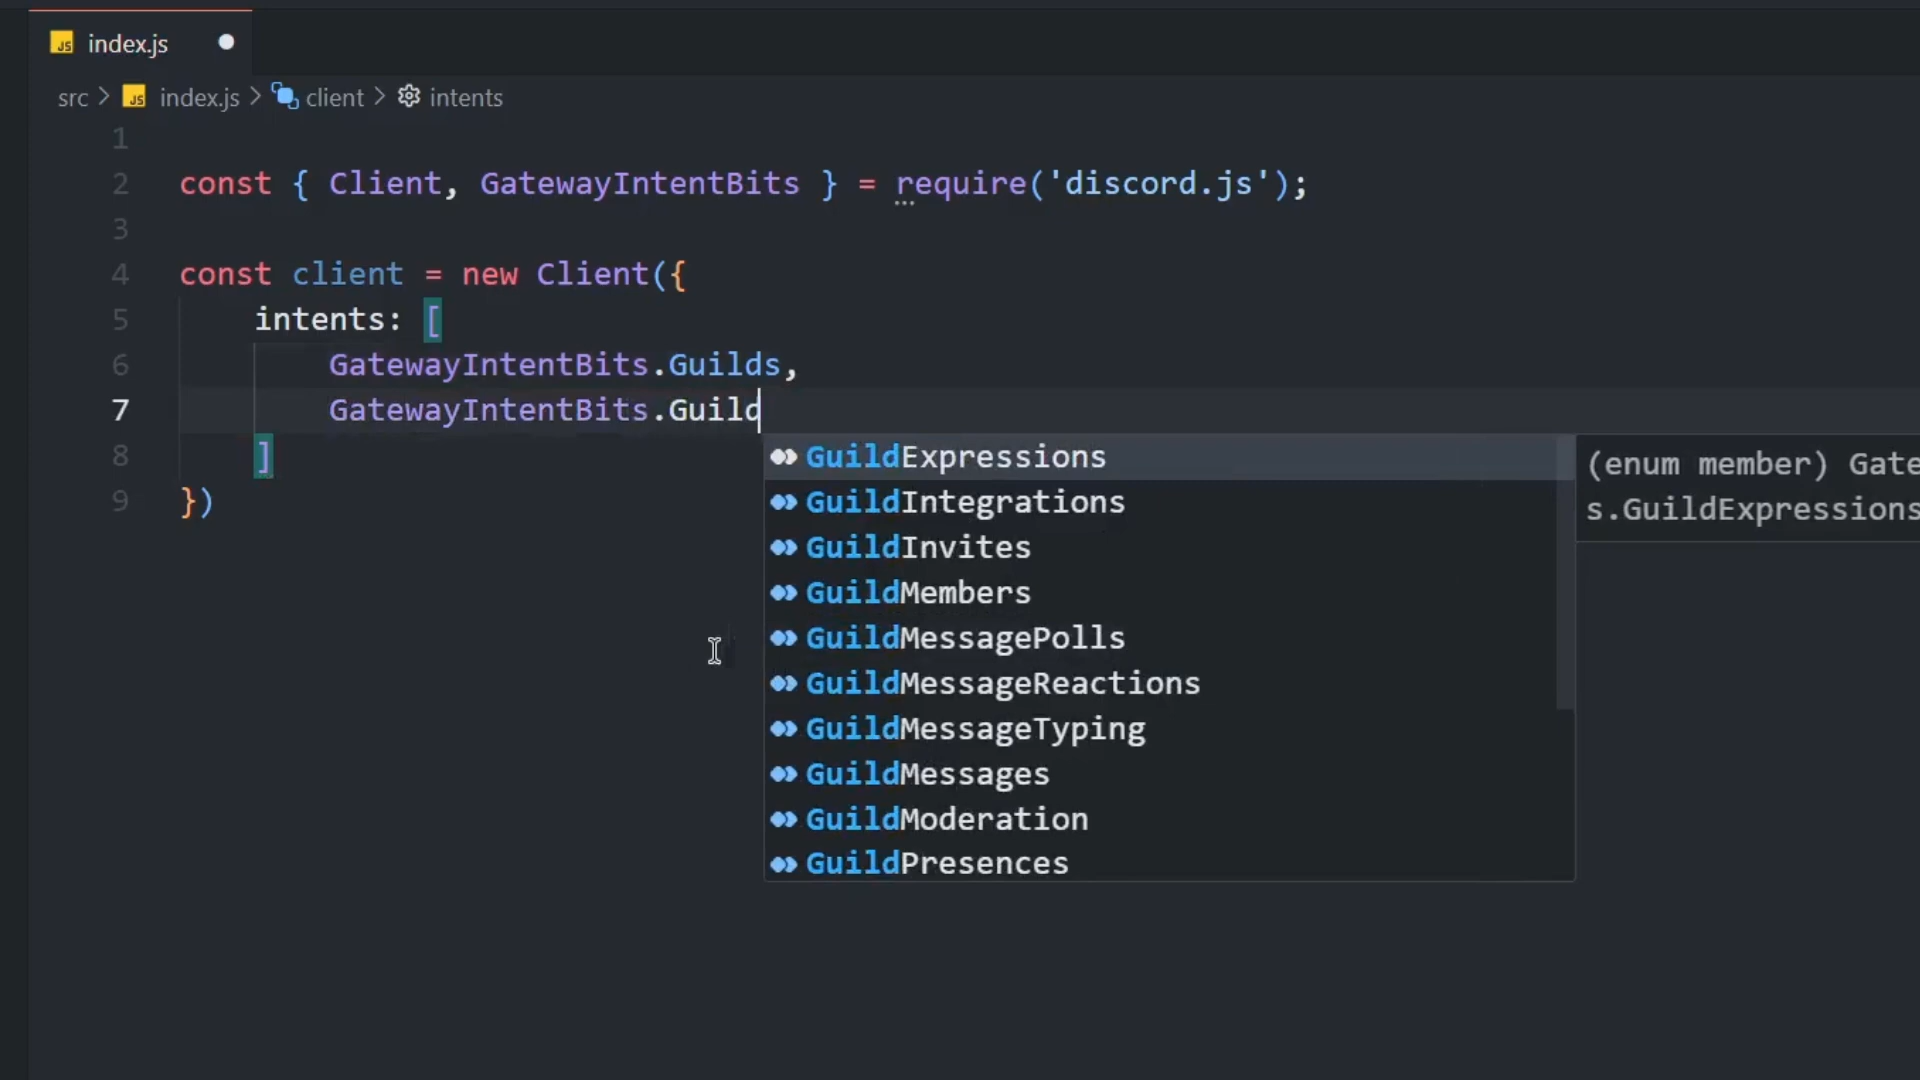 JS index.js
src > JS index.js > client > intents
1
2 const { Client, GatewayIntentBits } = require('discord.js');
3
4 const client = new Client({
5 intents: [
6 GatewayIntentBits.Guilds,
7 GatewayIntentBits.Guild
8 ]
9 })
GuildExpressions
GuildIntegrations
GuildInvites
GuildMembers
GuildMessagePolls
GuildMessageReactions
GuildMessageTyping
GuildMessages
GuildModeration
GuildPresences
(enum member) Gate
s.GuildExpressions